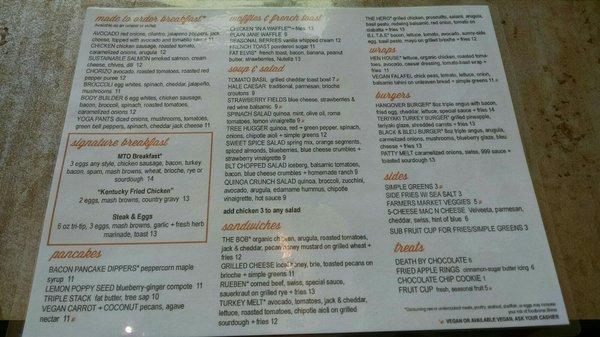 made to order breakfast*
Available as an omelet or skillet
AVOCADO red onions, cilantro, jalapeno peppers, jack
cheese, topped with avocado and tomatillo sauce 11
CHICKEN chicken sausage, roasted tomato,
caramelized onions, arugula 12
SUSTAINABLE SALMON smoked salmon, cream
cheese, chives, dill 12
CHORIZO avocado, roasted tomatoes, roasted red
pepper puree 12
BROCCOLI egg whites, spinach, cheddar, jalapeño,
mushrooms 11
BODY BUILDER 6 egg whites, chicken sausage,
bacon, broccoli, spinach, roasted tomatoes,
caramelized onions 12
YOGA PANTS diced onions, mushrooms, tomatoes,
green bell peppers, spinach, cheddar jack cheese 11
signature breakfast
MTO Breakfast*
3 eggs any style, chicken sausage, bacon, turkey
bacon, spam, mash browns, wheat, brioche, rye or
sourdough 14
"Kentucky Fried Chicken"
2 eggs, mash browns, country gravy 13
Steak & Eggs
6 oz tri-tip, 3 eggs, mash browns, garlic + fresh herb
marinade, toast 13
pancakes
BACON PANCAKE DIPPERS* peppercorn maple
syrup 11
LEMON POPPY SEED blueberry-ginger compote 11
TRIPLE STACK fat butter, tree sap 10
VEGAN CARROT + COCONUT pecans, agave
nectar 11
waffles & french toast
CHICKEN "IN A WAFFLE" + fries 13
PLAIN JANE WAFFLE 9
SEASONAL BERRIES vanilla whipped cream 12
FRENCH TOAST powdered sugar 11
FAT ELVIS* french toast, bacon, banana, peanut
butter, strawberries, Nutella 13
soup & salad
TOMATO BASIL grilled cheddar toast bowl 7
HALE CAESAR traditional, parmesan, brioche
croutons 9
STRAWBERRY FIELDS blue cheese, strawberries &
red wine balsamic 9
SPINACH SALAD quinoa, mint, olive oil, roma
tomatoes, lemon vinaigrette 9
TREE HUGGER quinoa, red + green pepper, spinach,
onions, chipotle aioli + simple greens 12
SWEET SPICE SALAD spring mix, orange segments,
spiced almonds, blueberries, blue cheese crumbles +
strawberry vinaigrette 9
BLT CHOPPED SALAD iceberg, balsamic tomatoes,
bacon, blue cheese crumbles + homemade ranch 9
QUINOA CRUNCH SALAD quinoa, broccoli, zucchini,
avocado, arugula, edamame hummus, chipotle
vinaigrette, hot sauce 9
add chicken 3 to any salad
sandwiches
THE BOB* organic chicken, arugula, roasted tomatoes,
jack & cheddar, pecan honey mustard on grilled wheat +
fries 12
GRILLED CHEESE local honey, brie, toasted pecans on
brioche + simple greens 11
RUEBEN* corned beef, swiss, special sauce,
sauerkraut on grilled rye + fries 13
TURKEY MELT* avocado, tomatoes, jack & cheddar,
lettuce, roasted tomatoes, chipotle aioli on grilled
sourdough + fries 12
THE HERO* grilled chicken, prosciutto, salami, arugula,
basil pesto, reducing balsamic, red onion, tomato on
ciabatta + fries 13
B.L.T.A.E.* bacon, lettuce, tomato, avocado, sunny-side
egg, basil pesto, mayo on grilled brioche + fries 12
wraps
HEN HOUSE* lettuce, organic chicken, roasted toma-
toes, avocado, caesar dressing, tomato-basil wrap +
fries 11
VEGAN FALAFEL chick peas, tomato, lettuce, onion,
balsamic tomatoes on vegan wheat + simple greens 11
burgers
HANGOVER BURGER* 8oz angus with bacon,
fried egg, cheddar, lettuce, special sauce + fries 14
TERIYAKI TURKEY BURGER* grilled pineapple,
teriyaki glaze, shredded carrots + fries 13
BLACK & BLEU BURGER* 8oz triple angus, arugula,
caramelized onions, mushrooms, blueberry glaze, bleu
cheese + fries 13
PATTY MELT caramelized onions, swiss, 999 sauce +
toasted sourdough 13
sides
SIMPLE GREENS 3
SIDE FRIES W/ SEA SALT 3
FARMERS MARKET VEGGIES 5
5-CHEESE MAC N CHEESE Velveeta, parmesan,
cheddar, swiss, hint of blue 6
SUB FRUIT CUP FOR FRIES/SIMPLE GREENS 3
treats
DEATH BY CHOCOLATE 6
FRIED APPLE RINGS cinnamon-sugar butter icing 6
CHOCOLATE CHIP COOKIE 1
FRUIT CUP fresh, seasonal fruit 5
*Consuming raw or undercooked meats, poultry, seafood, shellfish, or eggs may increase
your risk of foodborne illness
VEGAN OR AVAILABLE VEGAN, ASK YOUR CASHIER